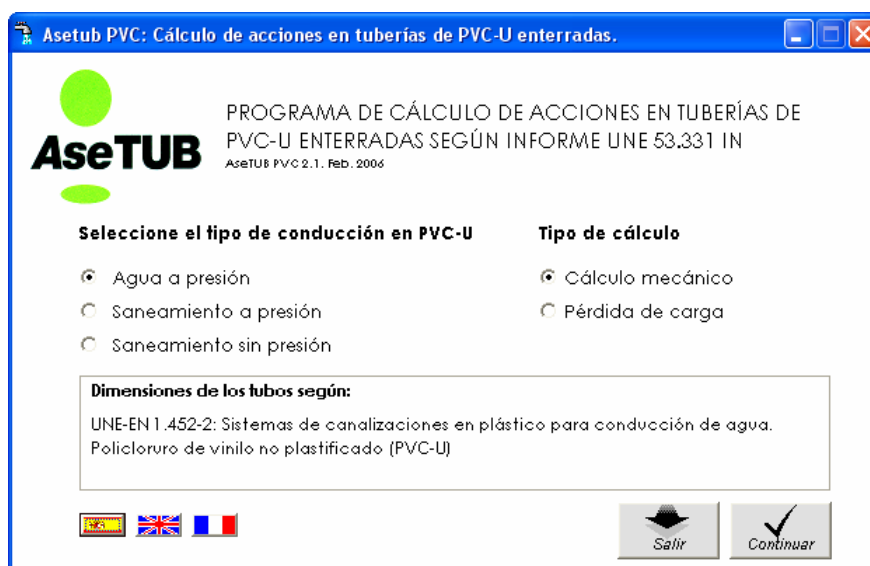 Asetub PVC: Cálculo de acciones en tuberías de PVC-U enterradas.
AseTUB
PROGRAMA DE CÁLCULO DE ACCIONES EN TUBERÍAS DE
PVC-U ENTERRADAS SEGÚN INFORME UNE 53.331 IN
AseTUB PVC 2.1. Feb. 2006
Seleccione el tipo de conducción en PVC-U
Tipo de cálculo
Agua a presión
Cálculo mecánico
Saneamiento a presión
Pérdida de carga
Saneamiento sin presión
Dimensiones de los tubos según:
UNE-EN 1.452-2: Sistemas de canalizaciones en plástico para conducción de agua.
Policloruro de vinilo no plastificado (PVC-U)
Salir
Continuar